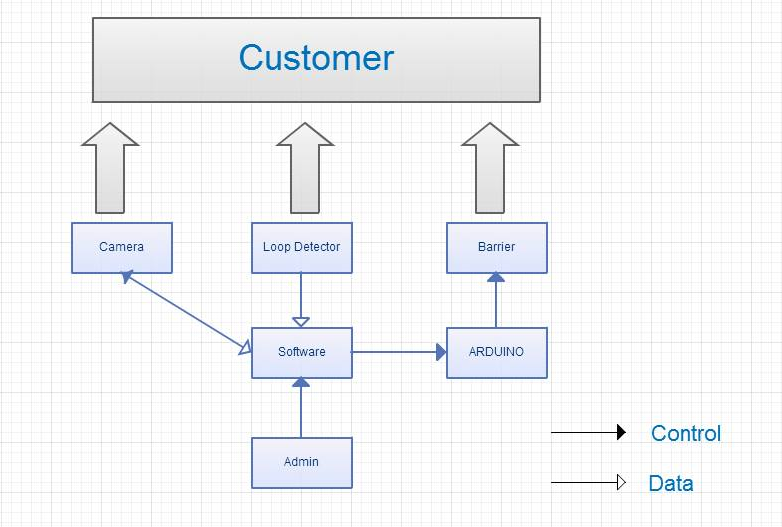 Customer
Camera
Loop Detector
Barrier
Software
ARDUINO
Admin
Control
Data